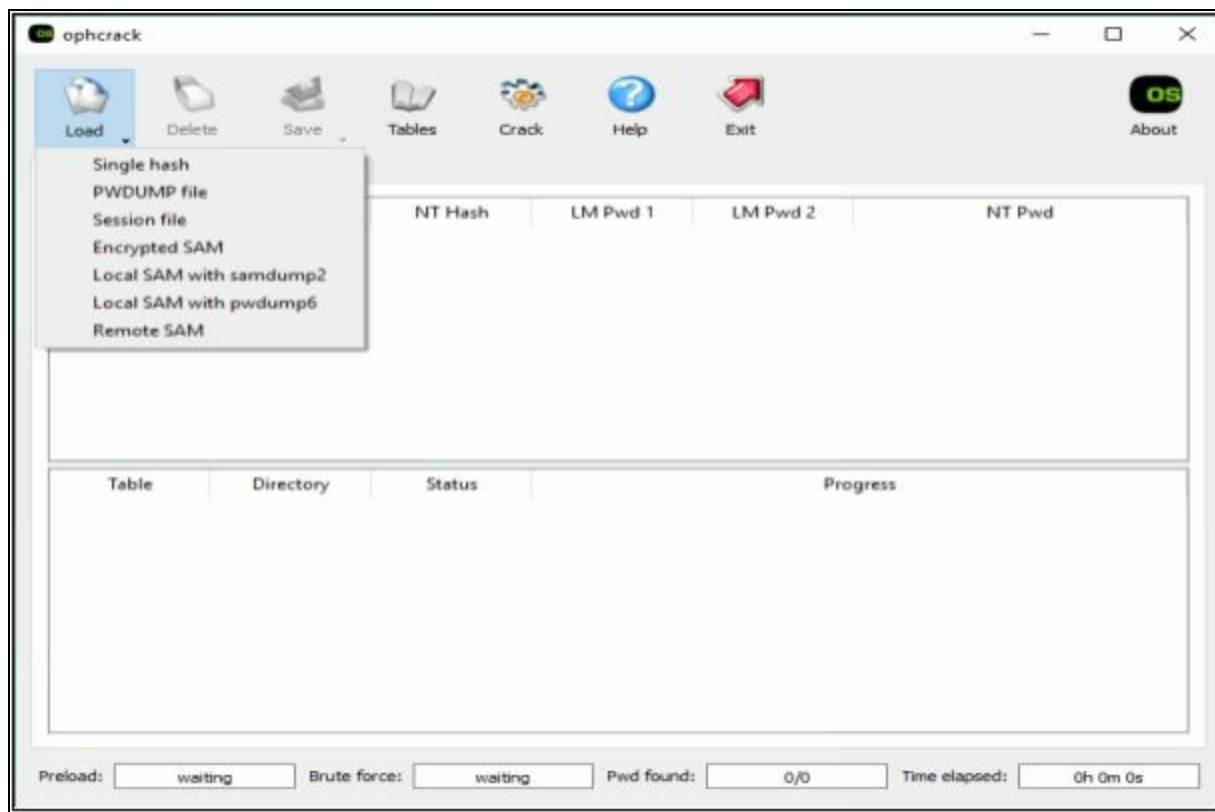 OS ophcrack
OS
Load Delete Save Tables Crack Help Exit About
Single hash
PWDUMP file
Session file
Encrypted SAM
Local SAM with samdump2
Local SAM with pwdump6
Remote SAM
NT Hash LM Pwd 1 LM Pwd 2 NT Pwd
Table Directory Status Progress
Preload: waiting Brute force: waiting Pwd found: 0/0 Time elapsed: 0h 0m 0s